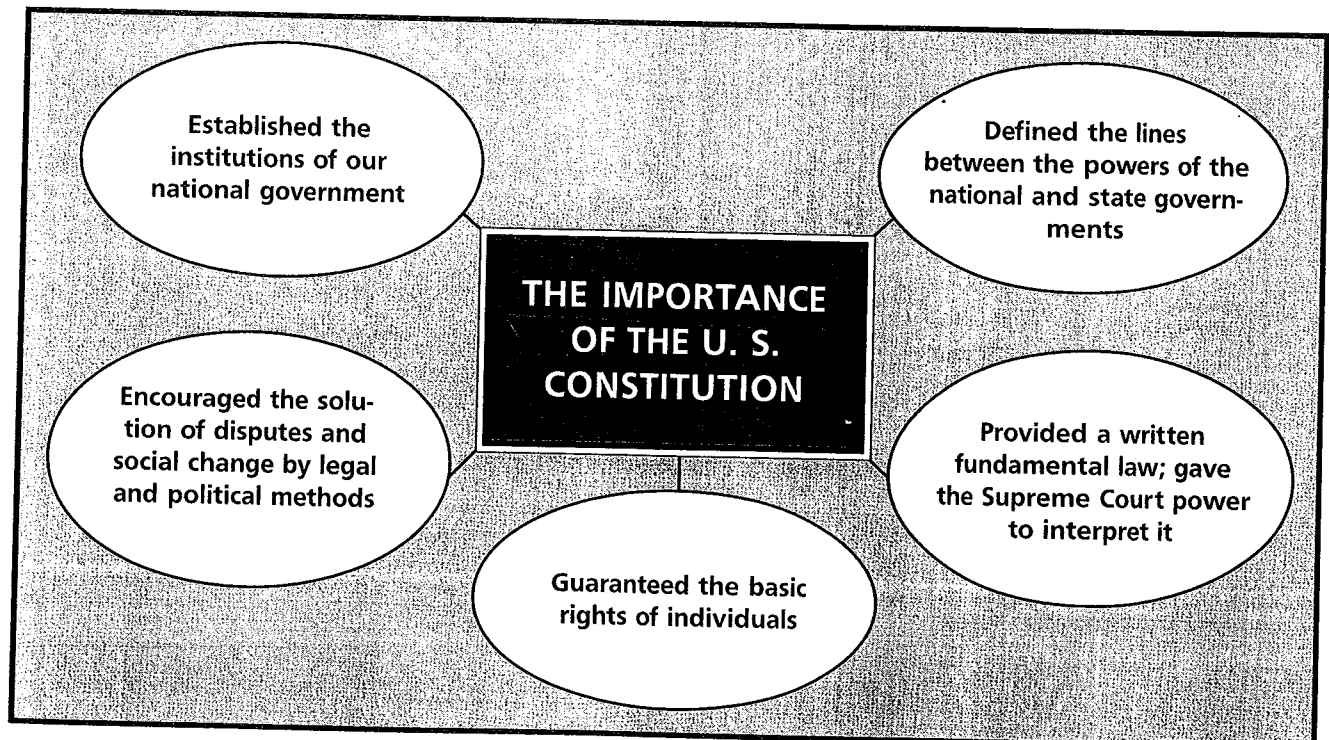 Established the
institutions of our
national government
Defined the lines
between the powers of the
national and state govern-
ments
THE IMPORTANCE
OF THE U. S.
CONSTITUTION
Encouraged the solu-
tion of disputes and
social change by legal
and political methods
Provided a written
fundamental law; gave
the Supreme Court power
to interpret it
Guaranteed the basic
rights of individuals